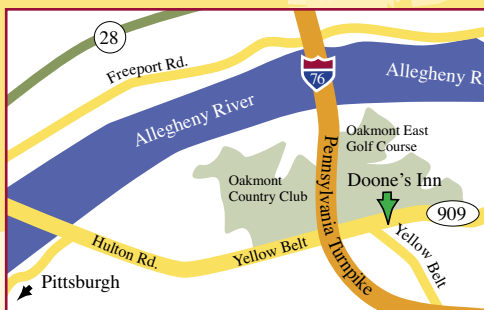 28
Freeport Rd.
76
Allegheny River
Allegheny Ri
Oakmont East
Golf Course
Pennsylvania Turnpike
Oakmont
Country Club
Doone's Inn
909
Hulton Rd.
Yellow Belt
Yellow Belt
Pittsburgh